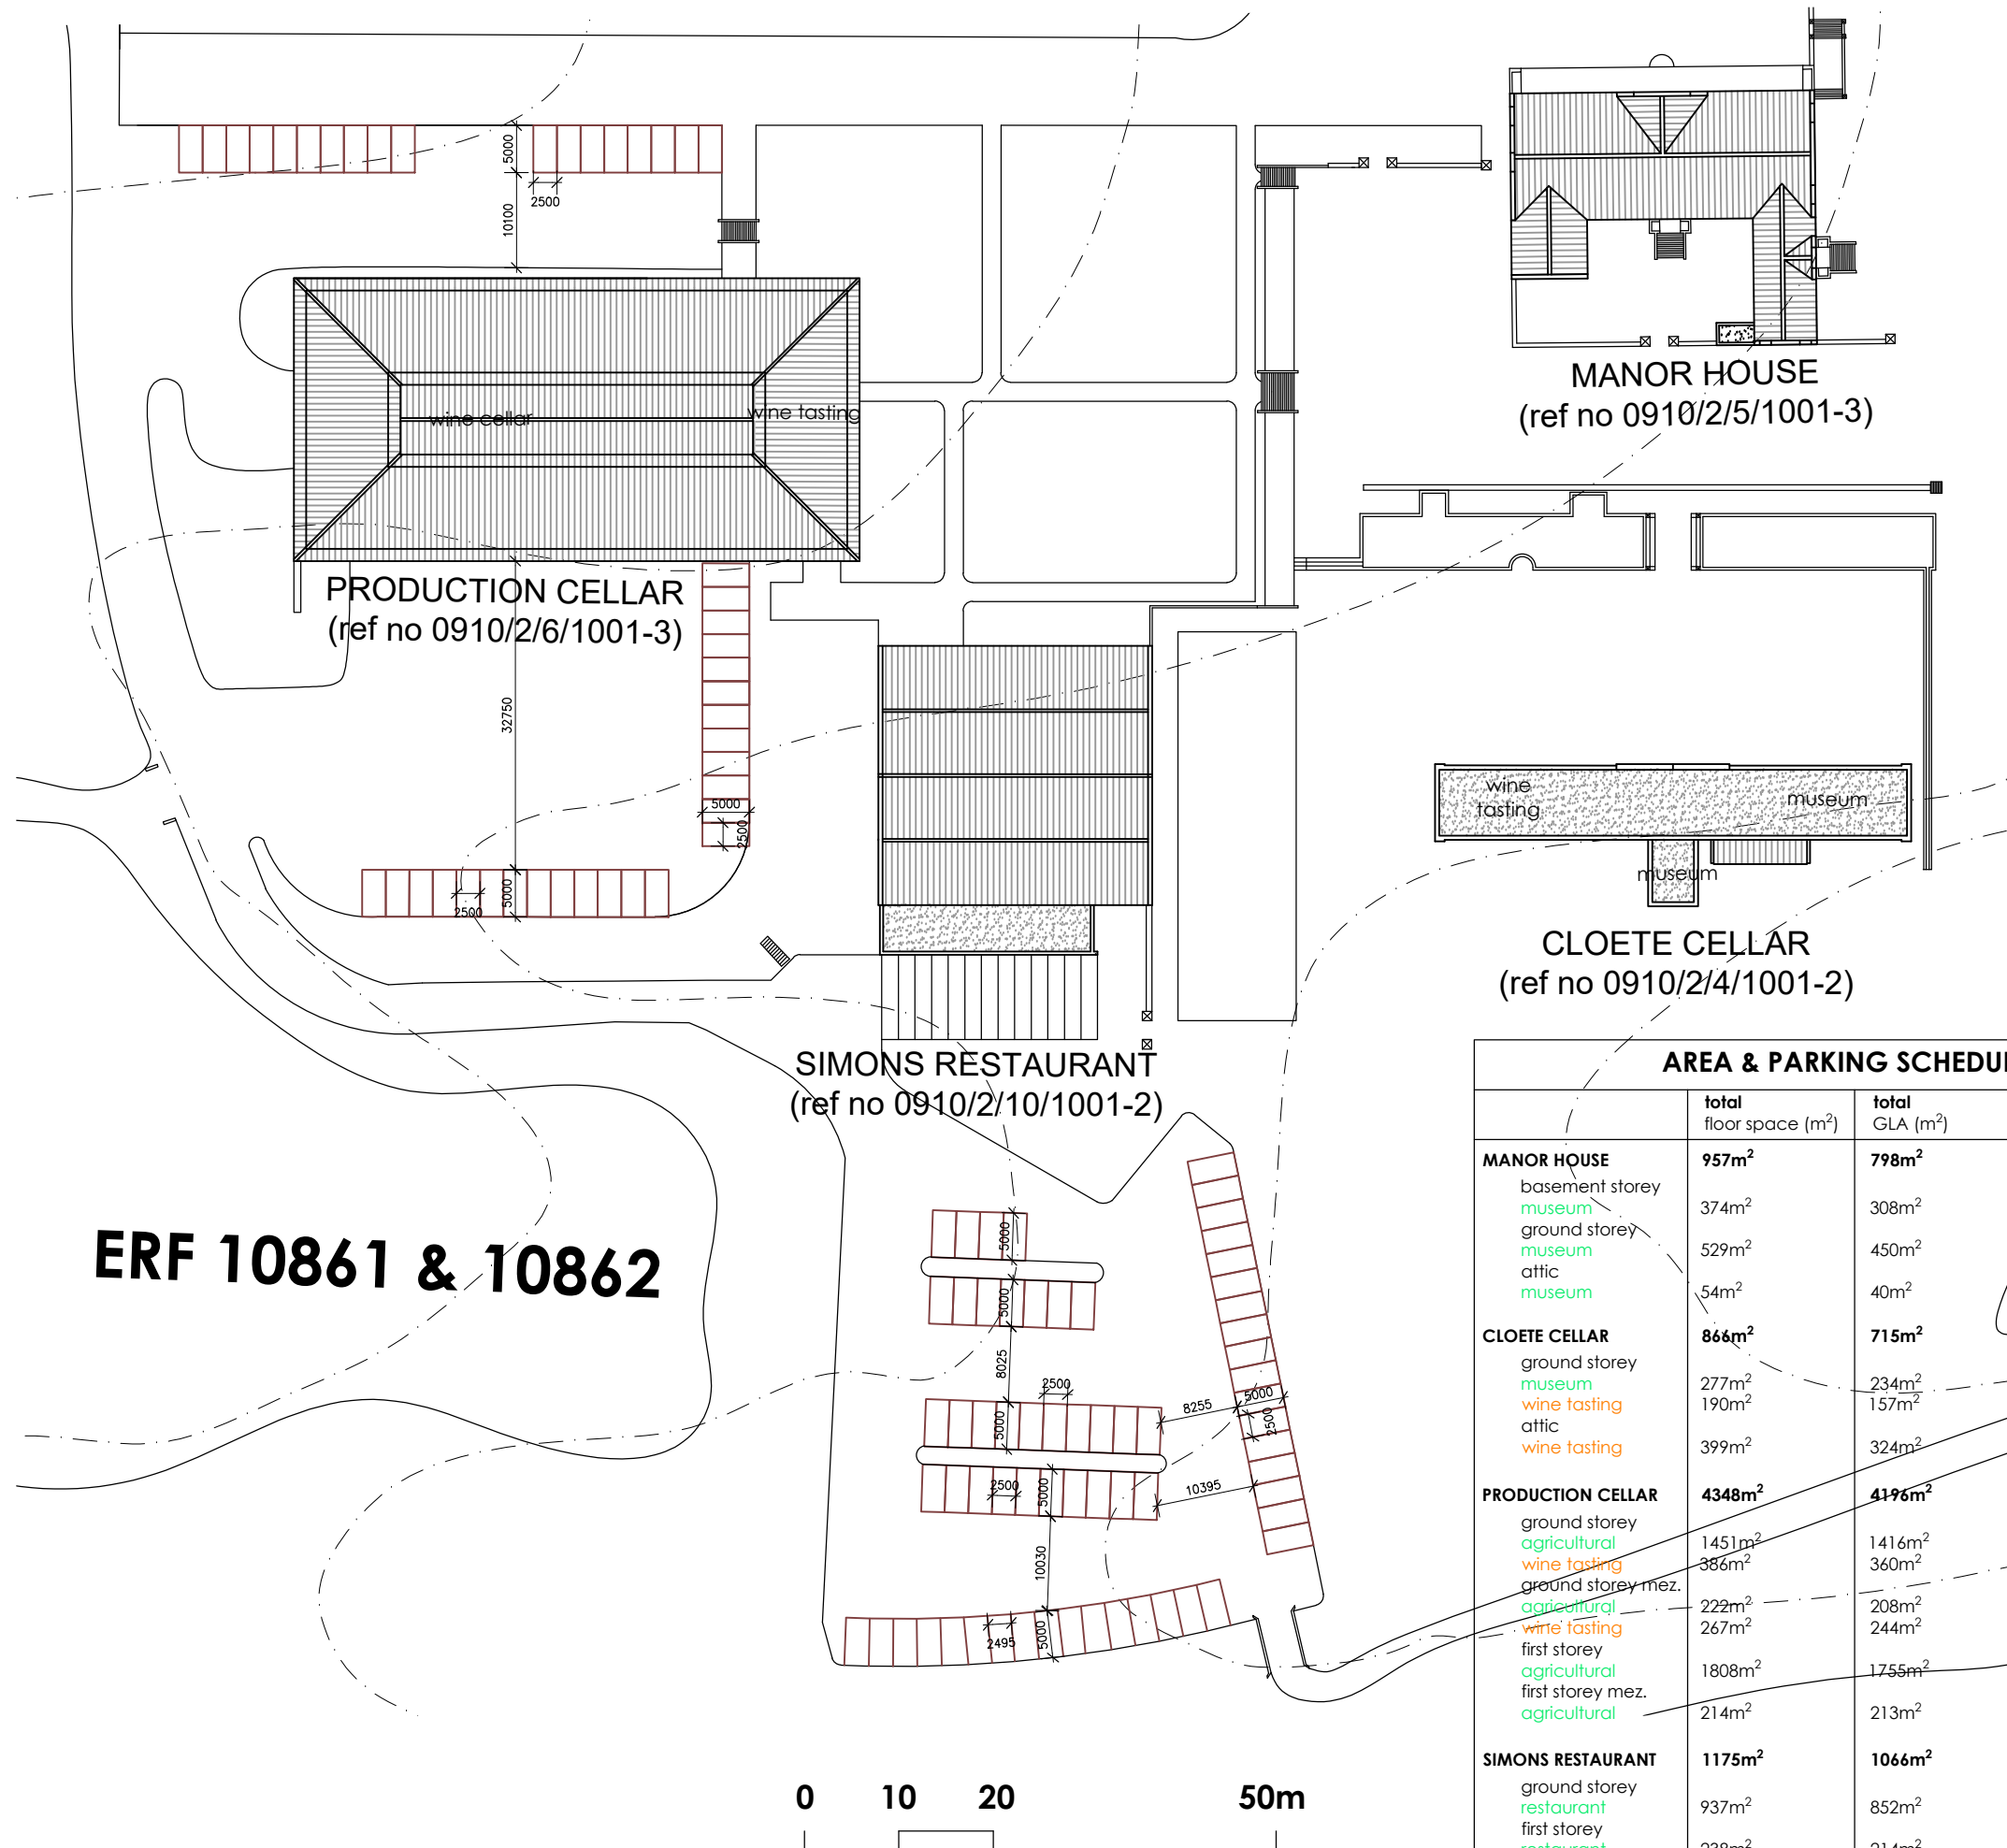 5000
2500
10100
MANOR HOUSE
(ref no 0910/2/5/1001-3)
wine cellar
wine tasting
PRODUCTION CELLAR
(ref no 0910/2/6/1001-3)
32750
5000
2500
2500
5000
wine
tasting
museum
museum
CLOETE CELLAR
(ref no 0910/2/4/1001-2)
SIMONS RESTAURANT
(ref no 0910/2/10/1001-2)
ERF 10861 & 10862
5000
5000
8025
2500
5000
8255
5000
2500
2500
5000
10395
10030
2495
5000
0 10 20 50m
AREA & PARKING
total total
floor space (m²) GLA (m²)
MANOR HOUSE 957m² 798m²
basement storey
museum 374m² 308m²
ground storey
museum 529m² 450m²
attic
museum 54m² 40m²
CLOETE CELLAR 866m² 715m²
ground storey
museum 277m² 234m²
wine tasting 190m² 157m²
attic
wine tasting 399m² 324m²
PRODUCTION CELLAR 4348m² 4196m²
ground storey
agricultural 1451m² 1416m²
wine tasting 386m² 360m²
ground storey mez.
agricultural 222m² 208m²
wine tasting 267m² 244m²
first storey
agricultural 1808m² 1755m²
first storey mez.
agricultural 214m² 213m²
SIMONS RESTAURANT 1175m² 1066m²
ground storey
restaurant 937m² 852m²
first storey
restaurant 238m² 214m²